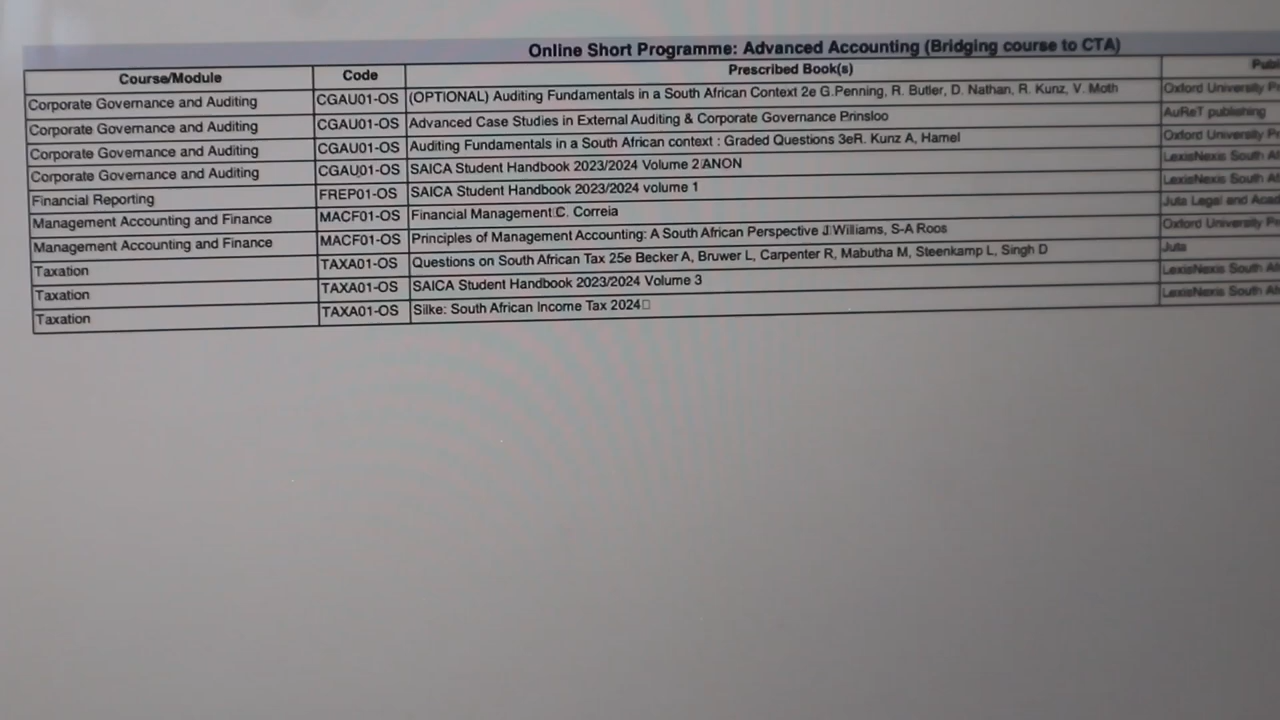 Online Short Programme: Advanced Accounting (Bridging course to CTA)
Course/Module Code Prescribed Book(s)
Corporate Governance and Auditing CGAU01-OS (OPTIONAL) Auditing Fundamentals in a South African Context 2e G.Penning, R. Butler, D. Nathan, R. Kunz, V. Moth Oxford University
Corporate Governance and Auditing CGAU01-OS Advanced Case Studies in External Auditing & Corporate Governance Prinsloo AuReT publishing
Corporate Governance and Auditing CGAU01-OS Auditing Fundamentals in a South African context : Graded Questions 3eR. Kunz A, Hamel Oxford University
Corporate Governance and Auditing CGAU01-OS SAICA Student Handbook 2023/2024 Volume 2 ANON LexisNexis South
Financial Reporting FREP01-OS SAICA Student Handbook 2023/2024 volume 1 LexisNexis South
Management Accounting and Finance MACF01-OS Financial Management C. Correia Juta Legal and
Management Accounting and Finance MACF01-OS Principles of Management Accounting: A South African Perspective J Williams, S-A Roos Oxford University
Taxation TAXA01-OS Questions on South African Tax 25e Becker A, Bruwer L, Carpenter R, Mabutha M, Steenkamp L, Singh D Juta
Taxation TAXA01-OS SAICA Student Handbook 2023/2024 Volume 3 LexisNexis South
Taxation TAXA01-OS Silke: South African Income Tax 2024 LexisNexis South